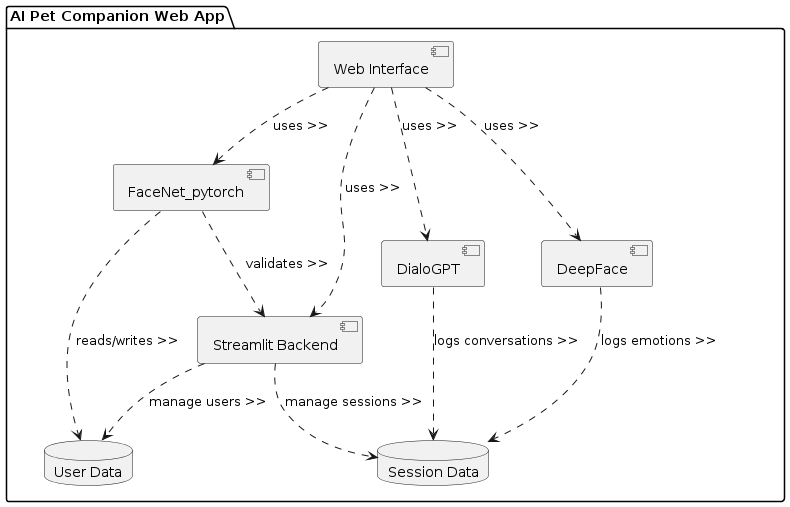 AI Pet Companion Web App
Web Interface
uses >>
uses >>
uses >>
uses >>
FaceNet_pytorch
validates >>
DialoGPT
DeepFace
reads/writes >>
Streamlit Backend
logs conversations >>
logs emotions >>
manage users >>
manage sessions >>
User Data
Session Data